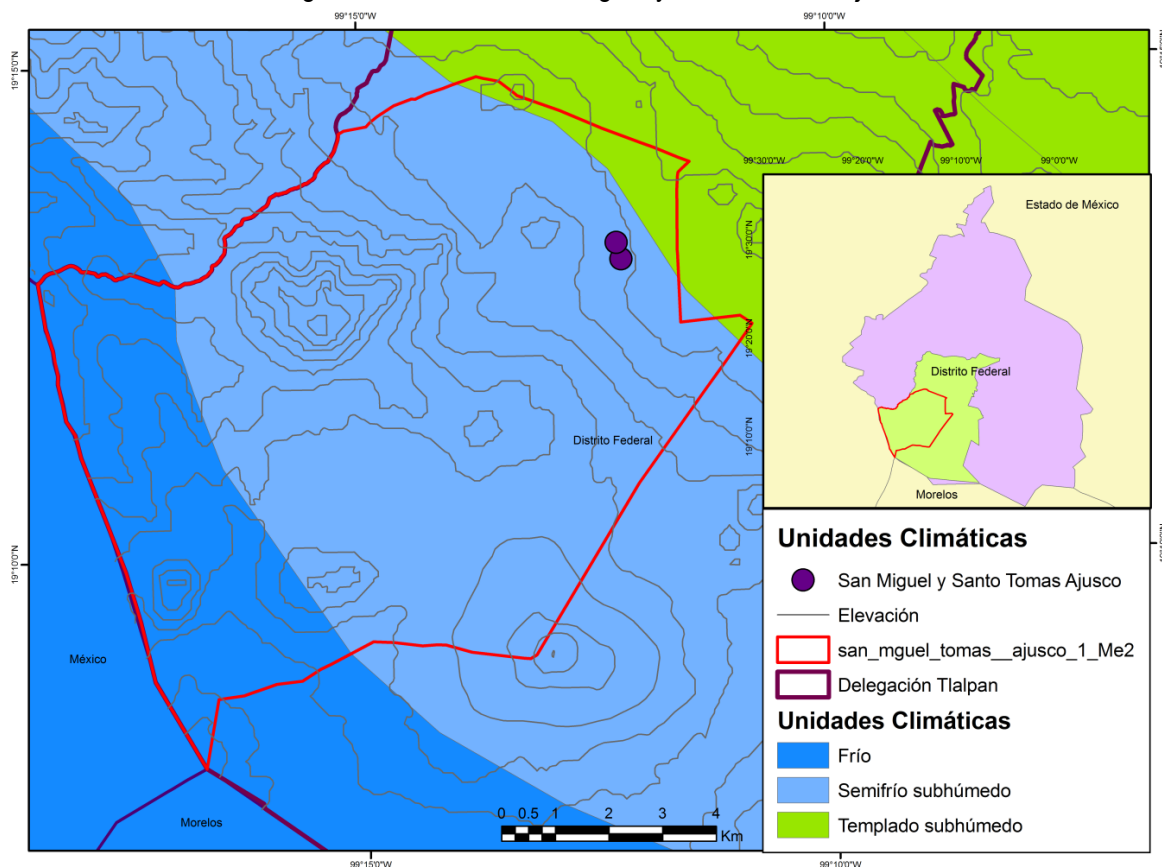 99°15'0"W
99°10'0"W
19°15'0"N
99°30'0"W
99°20'0"W
99°10'0"W
99°0'0"W
Estado de México
19°30'0"N
19°20'0"N
Distrito Federal
19°10'0"N
Morelos
Distrito Federal
19°10'0"N
México
Morelos
Unidades Climáticas
San Miguel y Santo Tomas Ajusco
Elevación
san_mguel_tomas__ajusco_1_Me2
Delegación Tlalpan
Unidades Climáticas
Frío
Semifrío subhúmedo
Templado subhúmedo
0 0.5 1 2 3 4
Km
99°15'0"W
99°10'0"W